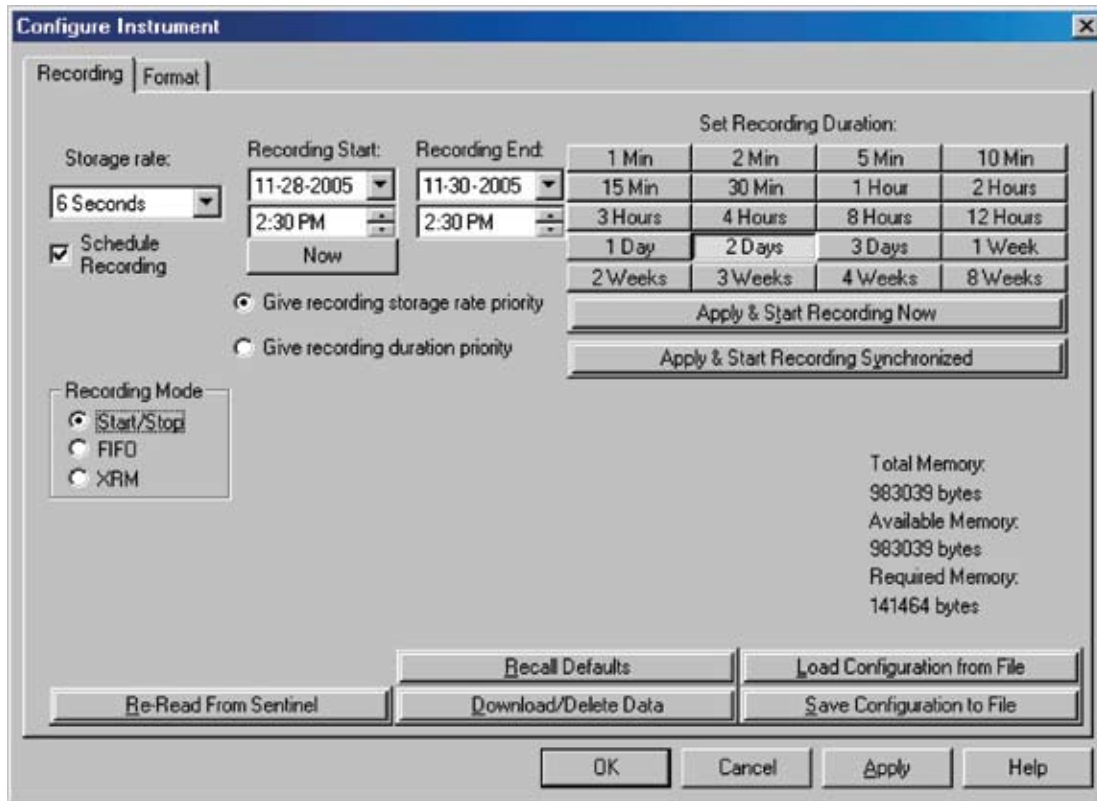 Configure Instrument
Recording
Format
Storage rate:
6 Seconds
Schedule
Recording
Recording Start:
11-28-2005
2:30 PM
Now
Recording End:
11-30-2005
2:30 PM
Give recording storage rate priority
Give recording duration priority
Set Recording Duration:
1 Min 2 Min 5 Min 10 Min
15 Min 30 Min 1 Hour 2 Hours
3 Hours 4 Hours 8 Hours 12 Hours
1 Day 2 Days 3 Days 1 Week
2 Weeks 3 Weeks 4 Weeks 8 Weeks
Apply & Start Recording Now
Apply & Start Recording Synchronized
Recording Mode
Start/Stop
FIFO
XRM
Total Memory:
983039 bytes
Available Memory:
983039 bytes
Required Memory:
141464 bytes
Recall Defaults
Load Configuration from File
Re-Read From Sentinel
Download/Delete Data
Save Configuration to File
OK
Cancel
Apply
Help